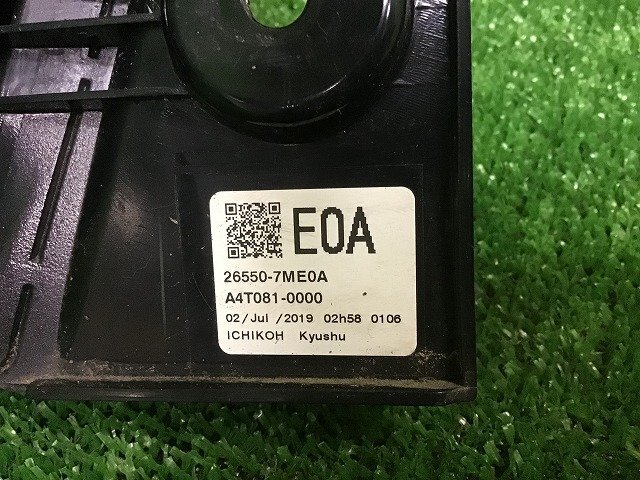 E0A
26550-7ME0A
A4T081-0000
02/Jul /2019 02h58 0106
ICHIKOH Kyushu